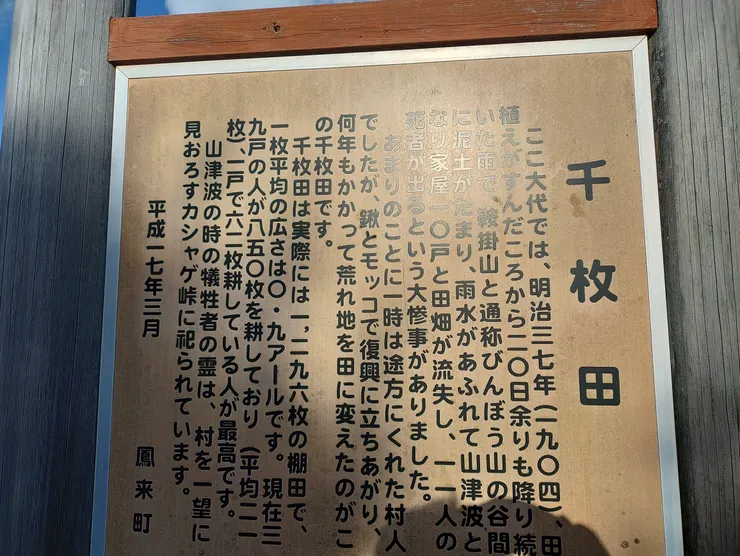 千枚田
ここ大代では、明治三七年(一九〇四)、田
植えがすんだころから二〇日余りも降り続
いた雨で、鞍掛山と通称びんぼう山の谷間
に泥土がたまり、雨水があふれて山津波と
なり家屋一〇戸と田畑が流失し、一一人の
死者が出るという大惨事がありました。
あまりのことに一時は途方にくれた村人
でしたが、鍬とモッコで復興に立ちあがり、
何年もかかって荒れ地を田に変えたのがこ
の千枚田です。
千枚田は実際には一、二九六枚の棚田で、
一枚平均の広さは〇・九アールです。現在三
九戸の人が八五〇枚を耕しており(平均二一
枚)、一戸で六二枚耕している人が最高です。
山津波の時の犠牲者の霊は、村を一望に
見おろすカシャゲ峠に祀られています。
平成一七年三月 鳳来町